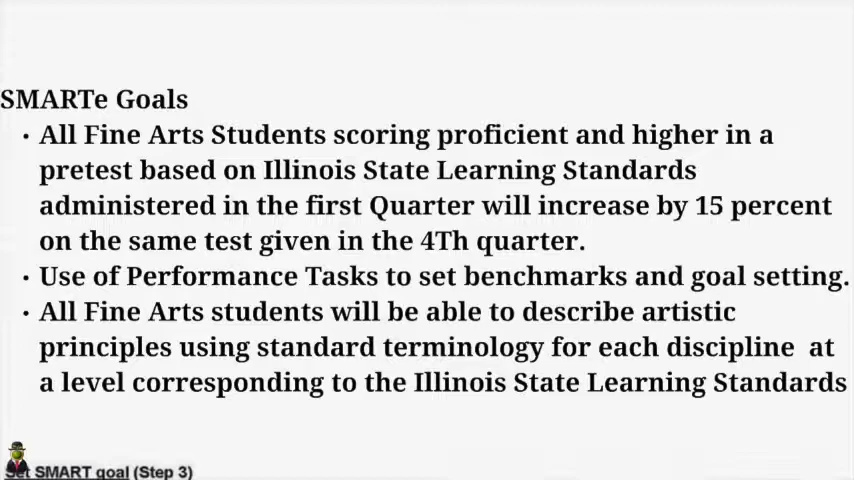 SMARTe Goals
• All Fine Arts Students scoring proficient and higher in a
pretest based on Illinois State Learning Standards
administered in the first Quarter will increase by 15 percent
on the same test given in the 4Th quarter.
• Use of Performance Tasks to set benchmarks and goal setting.
• All Fine Arts students will be able to describe artistic
principles using standard terminology for each discipline at
a level corresponding to the Illinois State Learning Standards
Set SMART goal (Step 3)